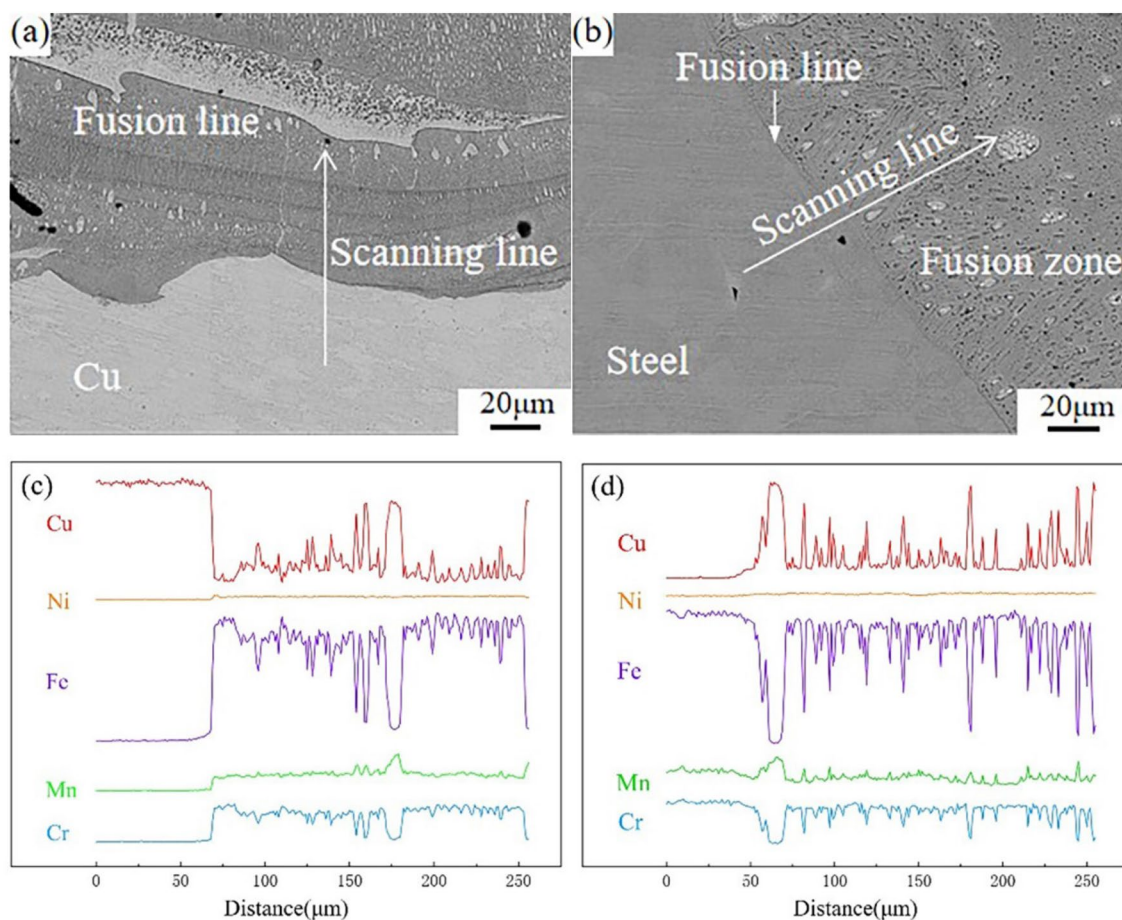 (a)
Fusion line
Scanning line
Cu
20μm
(b)
Fusion line
Scanning line
Fusion zone
Steel
20μm
(c)
Cu
Ni
Fe
Mn
Cr
0 50 100 150 200 250
Distance(μm)
(d)
Cu
Ni
Fe
Mn
Cr
0 50 100 150 200 250
Distance(μm)